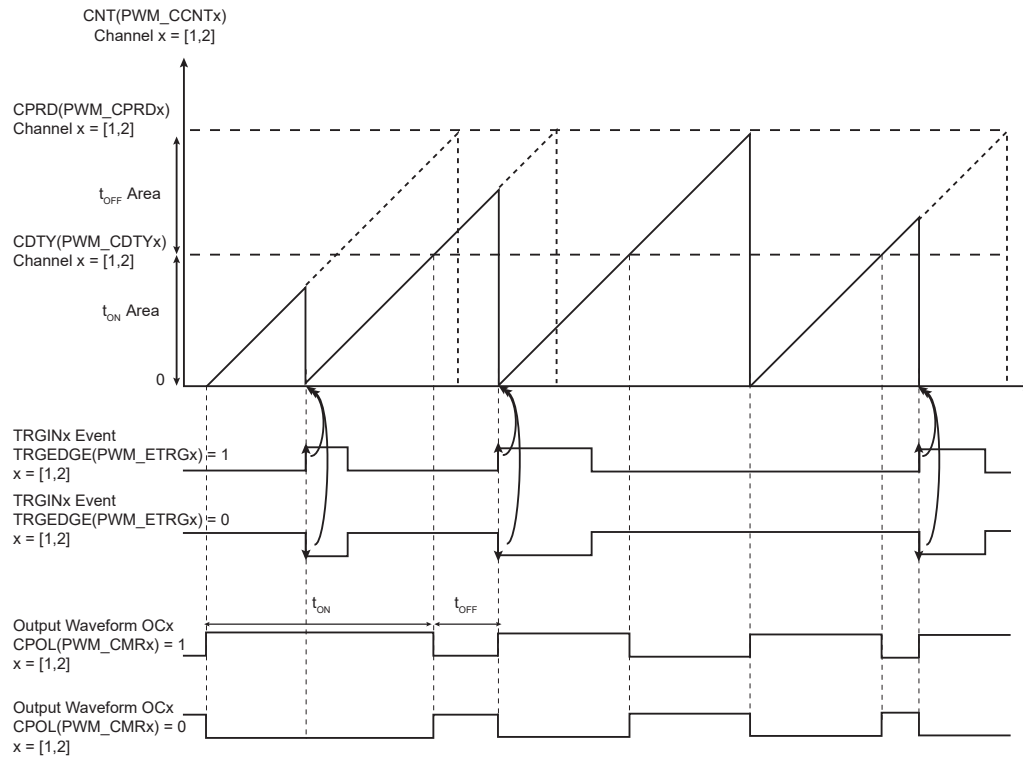 CNT(PWM_CCNTx)
Channel x = [1,2]
CPRD(PWM_CPRDx)
Channel x = [1,2]
tOFF Area
CDTY(PWM_CDTYx)
Channel x = [1,2]
tON Area
0
TRGINx Event
TRGEDGE(PWM_ETRGx) = 1
x = [1,2]
TRGINx Event
TRGEDGE(PWM_ETRGx) = 0
x = [1,2]
tON
tOFF
Output Waveform OCx
CPOL(PWM_CMRx) = 1
x = [1,2]
Output Waveform OCx
CPOL(PWM_CMRx) = 0
x = [1,2]